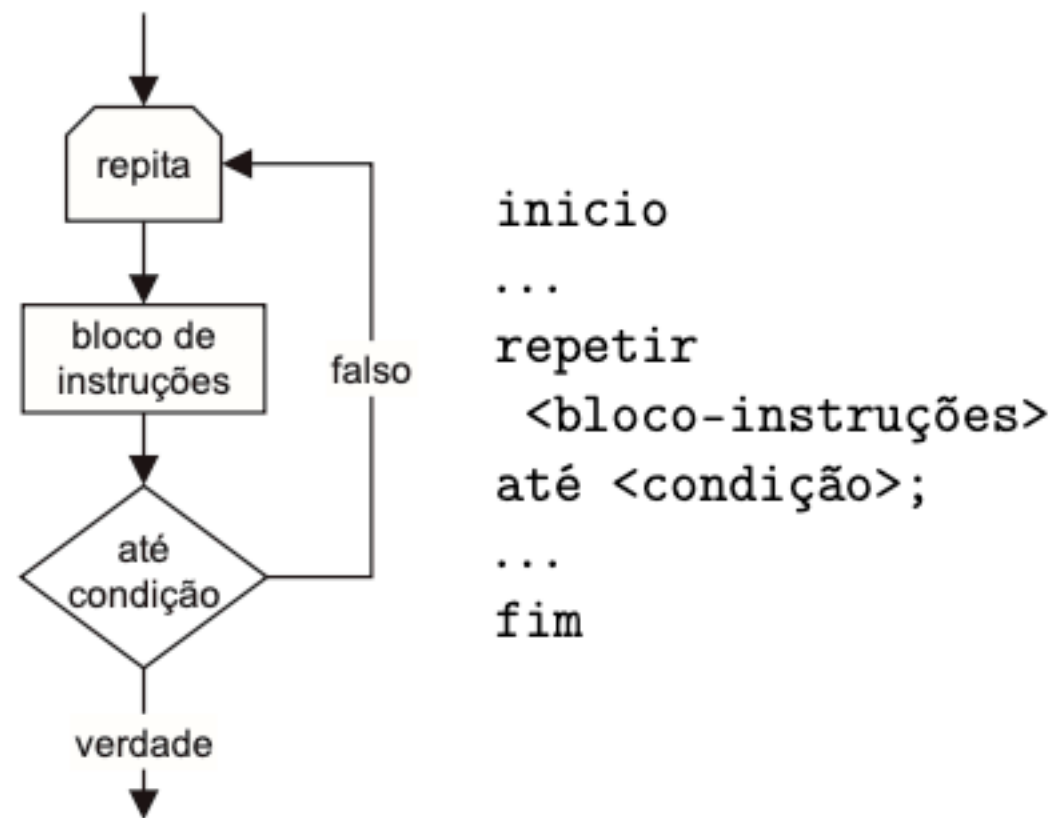 repita
bloco de
instruções
falso
até
condição
verdade
inicio
...
repetir
<bloco-instruções>
até <condição>;
...
fim